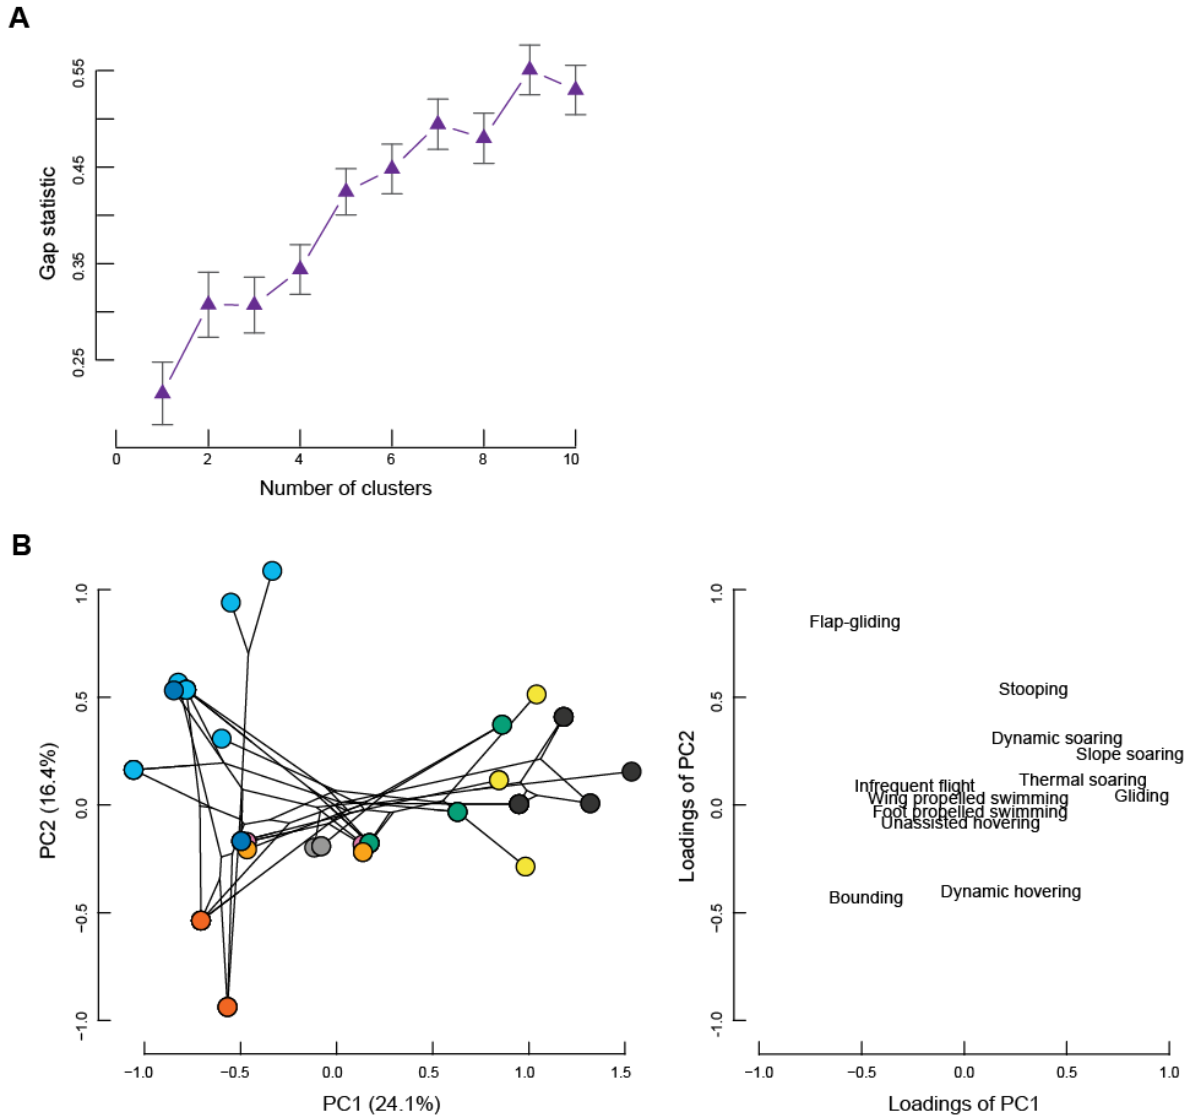 A
Gap statistic
0.55
0.45
0.35
0.25
0 2 4 6 8 10
Number of clusters
B
PC2 (16.4%)
1.0
0.5
0.0
−0.5
−1.0
−1.0 −0.5 0.0 0.5 1.0 1.5
PC1 (24.1%)
Loadings of PC2
1.0
0.5
0.0
−0.5
−1.0
Flap-gliding
Stooping
Dynamic soaring
Slope soaring
Thermal soaring
Infrequent flight
Gliding
Wing propelled swimming
Foot propelled swimming
Unassisted hovering
Dynamic hovering
Bounding
−1.0 −0.5 0.0 0.5 1.0
Loadings of PC1